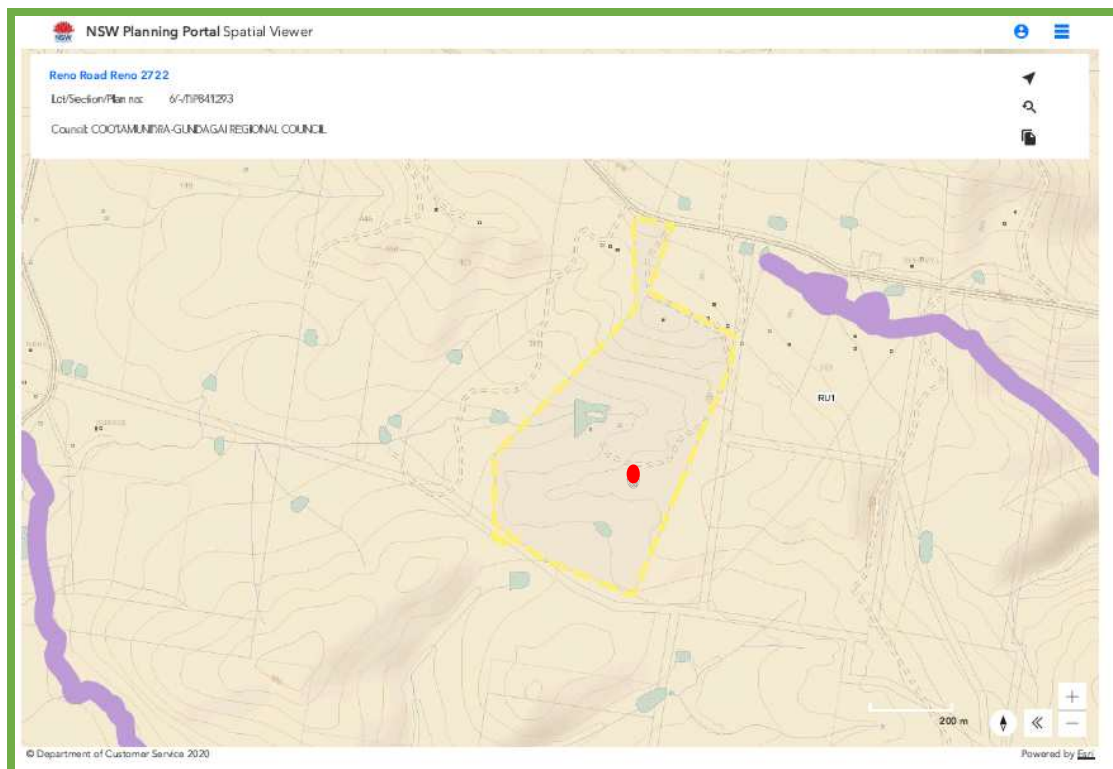 NSW Planning Portal Spatial Viewer
NSW
Reno Road Reno 2722
Lot/Section/Plan no: 6/-/DP841293
Council: COOTAMUNDRA-GUNDAGAI REGIONAL COUNCIL
RU1
200 m
© Department of Customer Service 2020
Powered by Esri